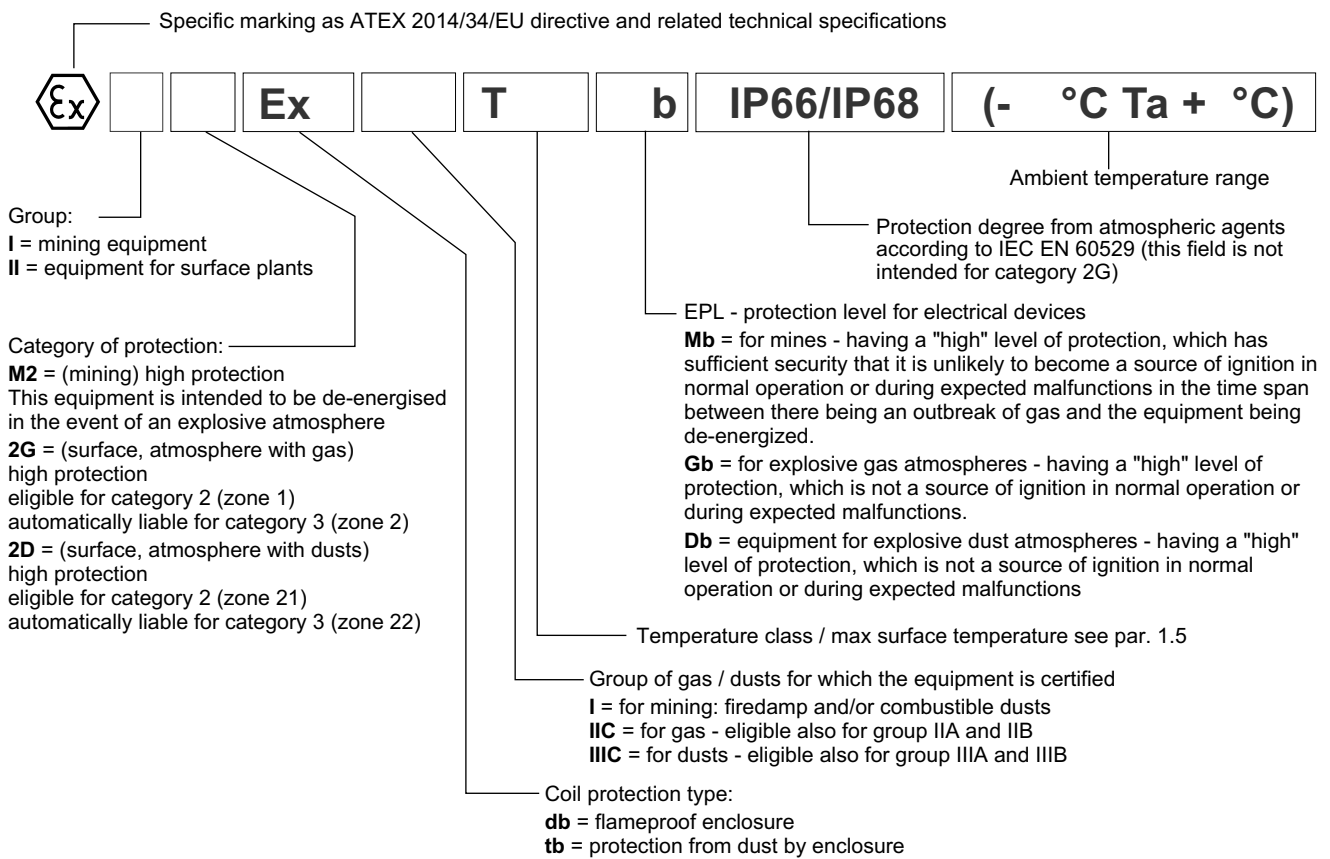 Specific marking as ATEX 2014/34/EU directive and related technical specifications
Ex Ex T b IP66/IP68 (- °C Ta + °C)
Ambient temperature range
Group:
I = mining equipment
II = equipment for surface plants
Protection degree from atmospheric agents
according to IEC EN 60529 (this field is not
intended for category 2G)
Category of protection:
M2 = (mining) high protection
This equipment is intended to be de-energised
in the event of an explosive atmosphere
2G = (surface, atmosphere with gas)
high protection
eligible for category 2 (zone 1)
automatically liable for category 3 (zone 2)
2D = (surface, atmosphere with dusts)
high protection
eligible for category 2 (zone 21)
automatically liable for category 3 (zone 22)
EPL - protection level for electrical devices
Mb = for mines - having a "high" level of protection, which has
sufficient security that it is unlikely to become a source of ignition in
normal operation or during expected malfunctions in the time span
between there being an outbreak of gas and the equipment being
de-energized.
Gb = for explosive gas atmospheres - having a "high" level of
protection, which is not a source of ignition in normal operation or
during expected malfunctions.
Db = equipment for explosive dust atmospheres - having a "high"
level of protection, which is not a source of ignition in normal
operation or during expected malfunctions
Temperature class / max surface temperature see par. 1.5
Group of gas / dusts for which the equipment is certified
I = for mining: firedamp and/or combustible dusts
IIC = for gas - eligible also for group IIA and IIB
IIIC = for dusts - eligible also for group IIIA and IIIB
Coil protection type:
db = flameproof enclosure
tb = protection from dust by enclosure